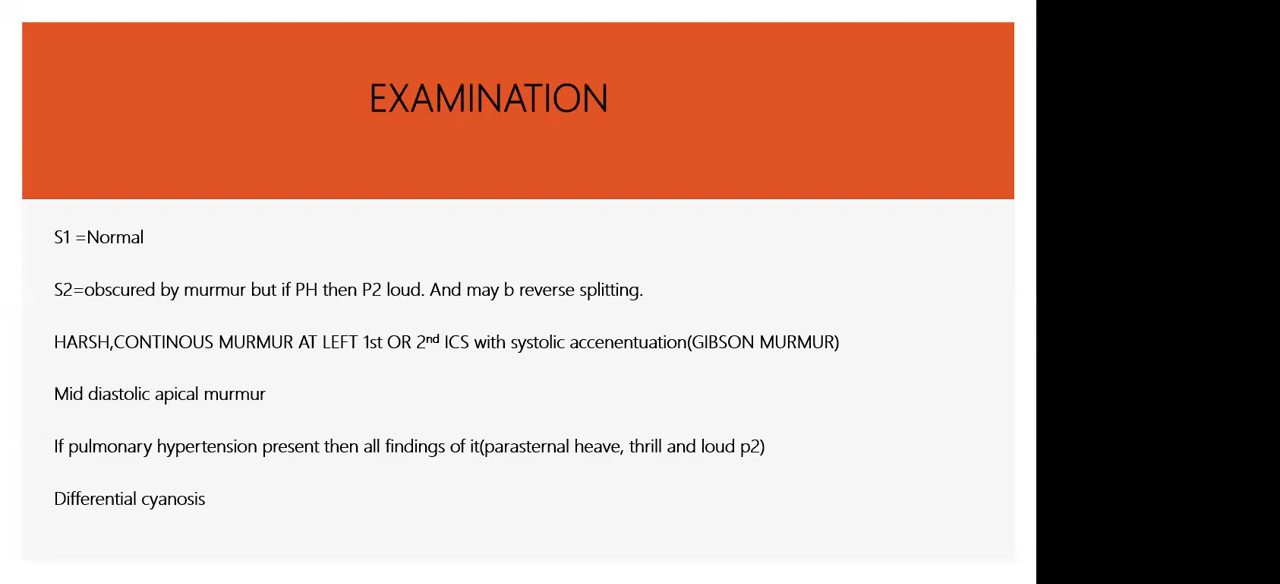 EXAMINATION
S1 =Normal
S2=obscured by murmur but if PH then P2 loud. And may b reverse splitting.
HARSH,CONTINOUS MURMUR AT LEFT 1st OR 2nd ICS with systolic accenentuation(GIBSON MURMUR)
Mid diastolic apical murmur
If pulmonary hypertension present then all findings of it(parasternal heave, thrill and loud p2)
Differential cyanosis